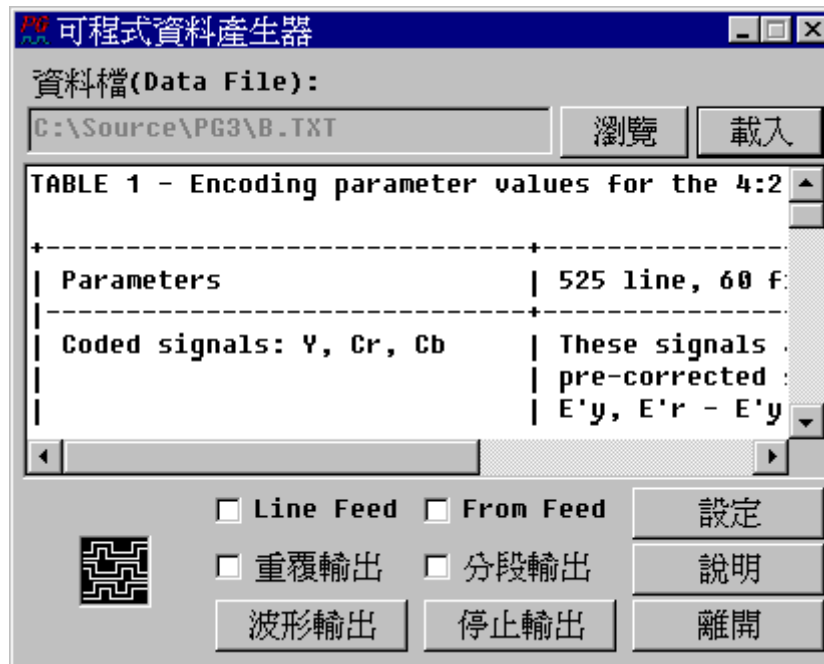 PG 可程式資料產生器
資料檔(Data File):
C:\Source\PG3\B.TXT 瀏覽 載入
TABLE 1 - Encoding parameter values for the 4:2
+------------------------------+----------------
| Parameters | 525 line, 60
|------------------------------+----------------
| Coded signals: Y, Cr, Cb | These signals
| | pre-corrected
| | E'y, E'r - E'y
Line Feed From Feed 設定
重覆輸出 分段輸出 說明
波形輸出 停止輸出 離開